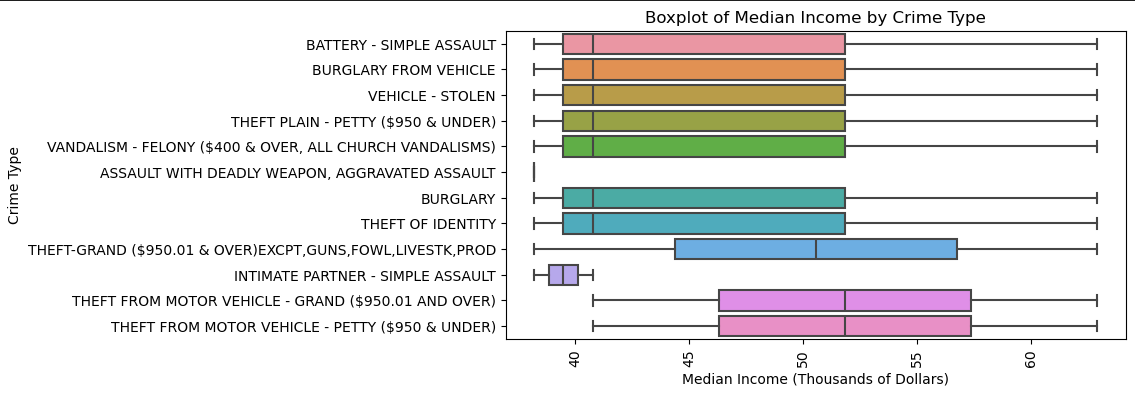 Boxplot of Median Income by Crime Type
Crime Type
BATTERY - SIMPLE ASSAULT
BURGLARY FROM VEHICLE
VEHICLE - STOLEN
THEFT PLAIN - PETTY ($950 & UNDER)
VANDALISM - FELONY ($400 & OVER, ALL CHURCH VANDALISMS)
ASSAULT WITH DEADLY WEAPON, AGGRAVATED ASSAULT
BURGLARY
THEFT OF IDENTITY
THEFT-GRAND ($950.01 & OVER)EXCPT,GUNS,FOWL,LIVESTK,PROD
INTIMATE PARTNER - SIMPLE ASSAULT
THEFT FROM MOTOR VEHICLE - GRAND ($950.01 AND OVER)
THEFT FROM MOTOR VEHICLE - PETTY ($950 & UNDER)
40 45 50 55 60
Median Income (Thousands of Dollars)